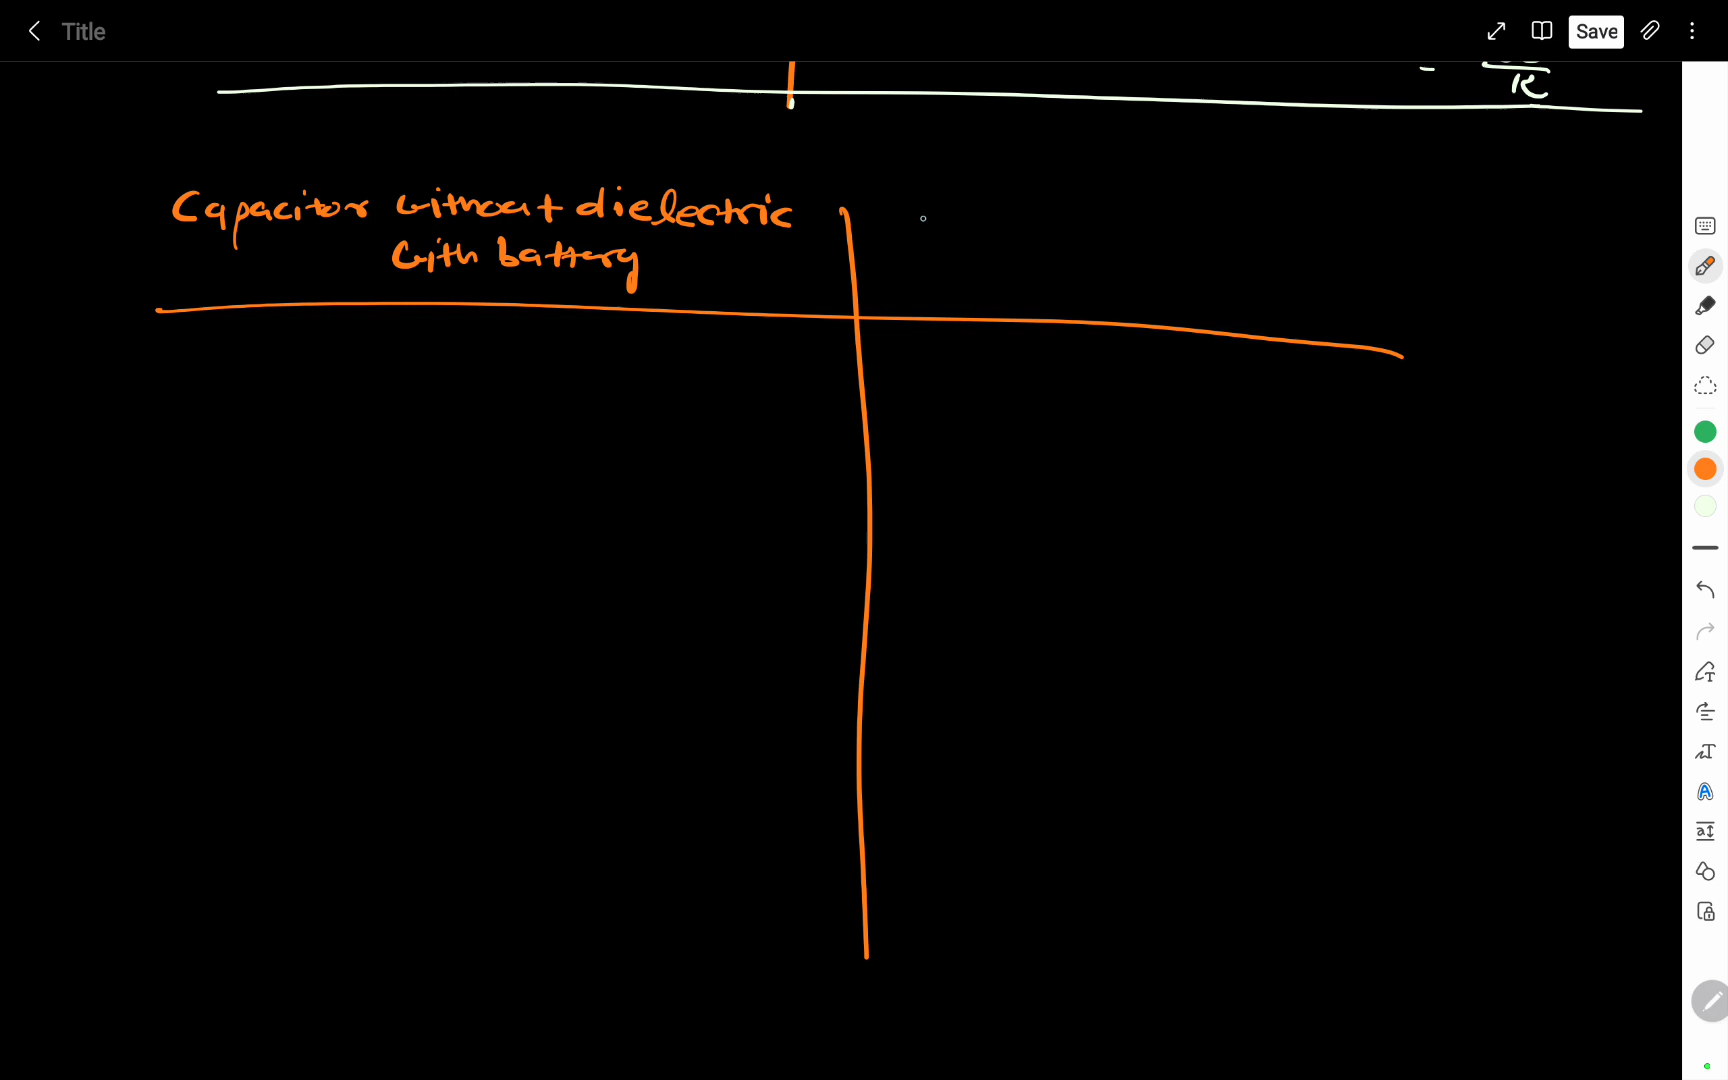 Title
Save
-
K
Capacitor without dielectric
with battery